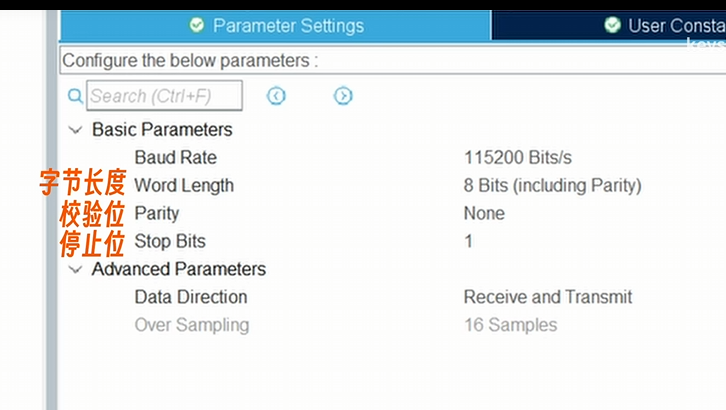 Parameter Settings
User Consta
Configure the below parameters :
Search (Ctrl+F)
Basic Parameters
Baud Rate 115200 Bits/s
字节长度 Word Length 8 Bits (including Parity)
校验位 Parity None
停止位 Stop Bits 1
Advanced Parameters
Data Direction Receive and Transmit
Over Sampling 16 Samples